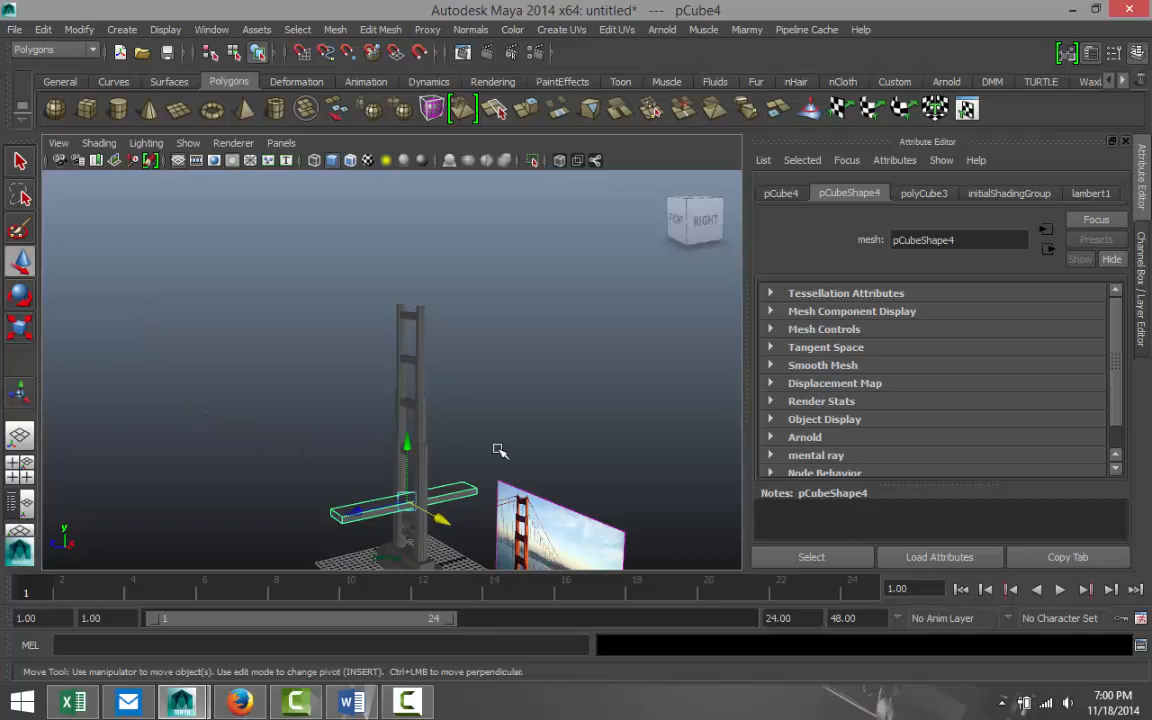 Autodesk Maya 2014 x64: untitled*   ---   pCube4
File Edit Modify Create Display Window Assets Select Mesh Edit Mesh Proxy Normals Color Create UVs Edit UVs Arnold Muscle Miarmy Pipeline Cache Help
Polygons
General Curves Surfaces Polygons Deformation Animation Dynamics Rendering PaintEffects Toon Muscle Fluids Fur nHair nCloth Custom Arnold DMM TURTLE
View Shading Lighting Show Renderer Panels
Attribute Editor
List Selected Focus Attributes Show Help
pCube4 pCubeShape4 polyCube3 initialShadingGroup lambert1
Focus
mesh: pCubeShape4
Presets
Show Hide
FRONT RIGHT
Tessellation Attributes
Mesh Component Display
Mesh Controls
Tangent Space
Smooth Mesh
Displacement Map
Render Stats
Object Display
Arnold
mental ray
Node Behavior
Notes: pCubeShape4
Select Load Attributes Copy Tab
Attribute Editor
Channel Box / Layer Editor
y
2 4 6 8 10 12 14 16 18 20 22 24
1
1.00
1.00 1.00 1 24 24.00 48.00 No Anim Layer No Character Set
MEL
Move Tool: Use manipulator to move object(s). Use edit mode to change pivot (INSERT). Ctrl+LMB to move perpendicular.
7:00 PM
11/18/2014